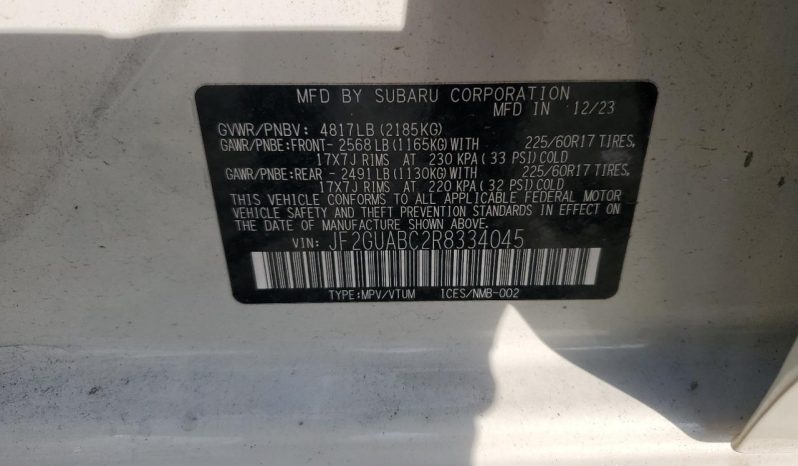 MFD BY SUBARU CORPORATION
MFD IN 12/23
GVWR/PNBV: 4817LB (2185KG)
GAWR/PNBE:FRONT- 2568 LB (1165KG) WITH 225/60R17 TIRES,
17X7J RIMS AT 230 KPA ( 33 PSI) COLD
GAWR/PNBE:REAR - 2491 LB (1130KG) WITH 225/60R17 TIRES,
17X7J RIMS AT 220 KPA ( 32 PSI) COLD
THIS VEHICLE CONFORMS TO ALL APPLICABLE FEDERAL MOTOR
VEHICLE SAFETY AND THEFT PREVENTION STANDARDS IN EFFECT ON
THE DATE OF MANUFACTURE SHOWN ABOVE.
VIN: JF2GUABC2R8334045
TYPE:MPV/VTUM ICES/NMB-002